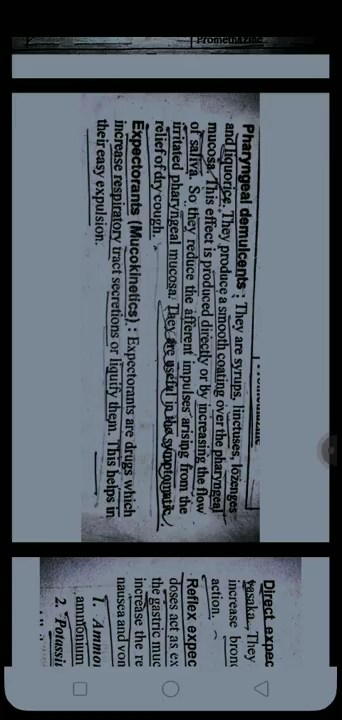 Promethazine
Pharyngeal demulcents : They are syrups, linctuses, lozenges
and liquorice. They produce a smooth coating over the pharyngeal
mucosa. This effect is produced directly or by increasing the flow
of saliva. So they reduce the afferent impulses arising from the
irritated pharyngeal mucosa. They are useful in the symptomatic
relief of dry cough.
Expectorants (Mucokinetics) : Expectorants are drugs which
increase respiratory tract secretions or liquify them. This helps in
their easy expulsion.
Direct expec
vasaka., They
increase bronc
action.
Reflex expec
doses act as ex
the gastric muc
increase the re
nausea and von
1. Ammon
ammonium
2. Potassi